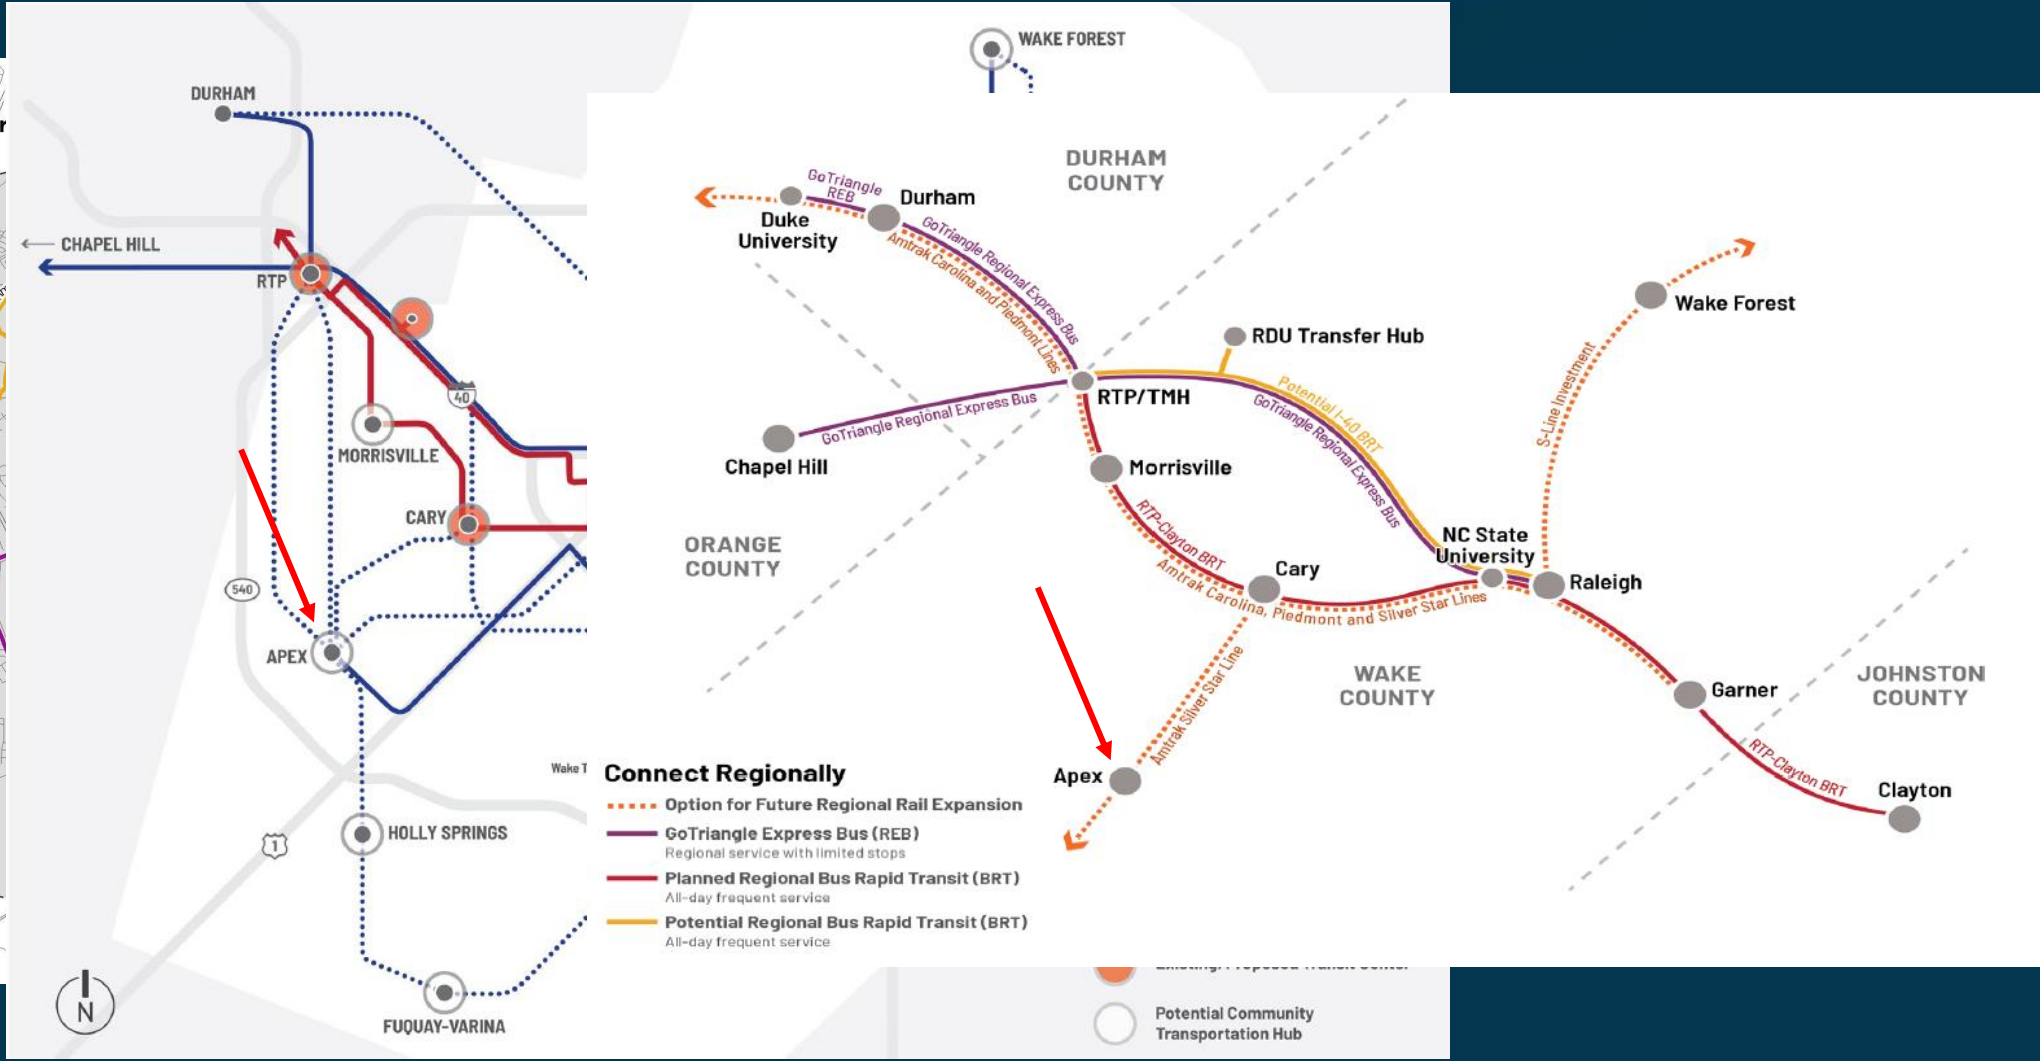 WAKE FOREST
DURHAM
CHAPEL HILL
RTP
40
MORRISVILLE
CARY
540
APEX
Wake T
1
HOLLY SPRINGS
FUQUAY-VARINA
N
DURHAM
COUNTY
GoTriangle
REB
Durham
Duke
University
GoTriangle Regional Express Bus
Amtrak Carolina and Piedmont Lines
Wake Forest
RDU Transfer Hub
RTP/TMH
Potential I-40 BRT
GoTriangle Regional Express Bus
S-Line Investment
GoTriangle Regional Express Bus
Chapel Hill
Morrisville
RTP-Clayton BRT
NC State
University
ORANGE
COUNTY
Cary
Raleigh
Amtrak Carolina, Piedmont and Silver Star Lines
Amtrak Silver Star Line
WAKE
COUNTY
JOHNSTON
COUNTY
Garner
RTP-Clayton BRT
Clayton
Apex
Connect Regionally
Option for Future Regional Rail Expansion
GoTriangle Express Bus (REB)
Regional service with limited stops
Planned Regional Bus Rapid Transit (BRT)
All-day frequent service
Potential Regional Bus Rapid Transit (BRT)
All-day frequent service
Existing/Proposed Transit Center
Potential Community
Transportation Hub